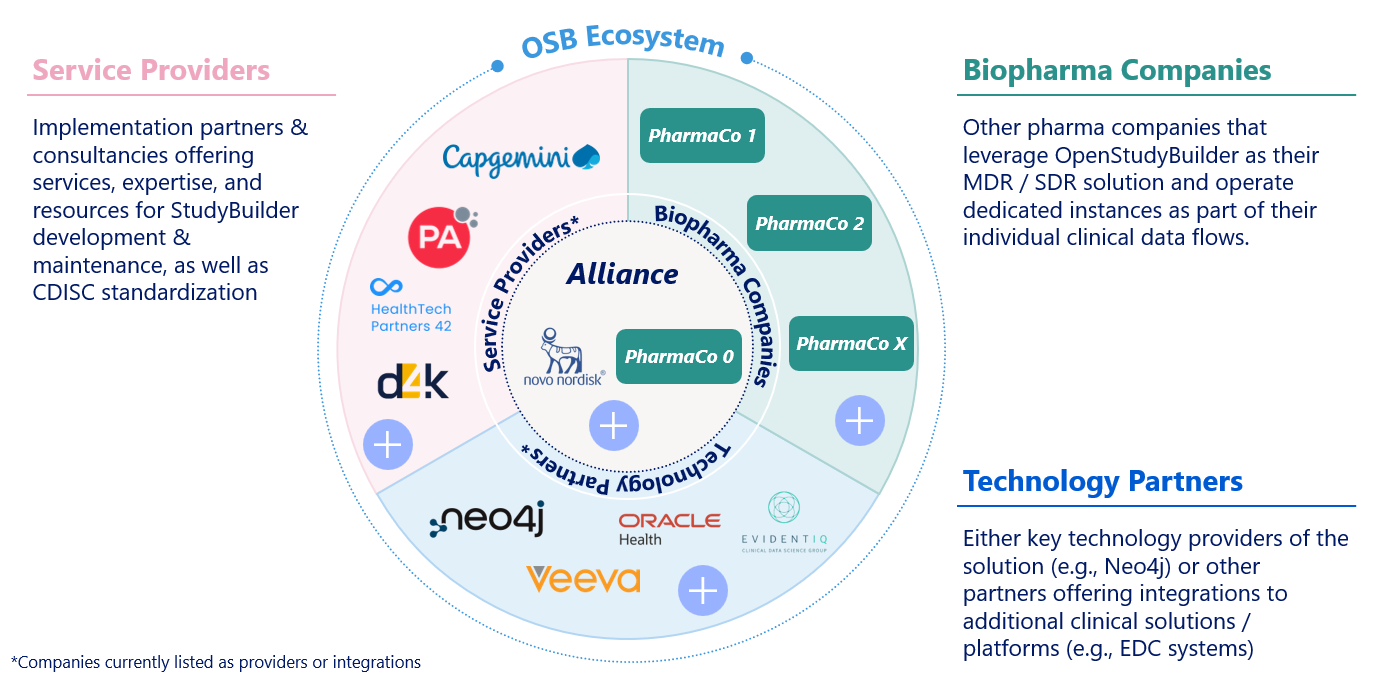 OSB Ecosystem
Service Providers
Implementation partners &
consultancies offering
services, expertise, and
resources for StudyBuilder
development &
maintenance, as well as
CDISC standardization
Capgemini
PA
HealthTech
Partners 42
d4k
Service Providers*
Biopharma Companies
Technology Partners*
Alliance
novo nordisk®
PharmaCo 0
PharmaCo 1
PharmaCo 2
PharmaCo X
neo4j
ORACLE
Health
EVIDENTIQ
CLINICAL DATA SCIENCE GROUP
Veeva
Biopharma Companies
Other pharma companies that
leverage OpenStudyBuilder as their
MDR / SDR solution and operate
dedicated instances as part of their
individual clinical data flows.
Technology Partners
Either key technology providers of the
solution (e.g., Neo4j) or other
partners offering integrations to
additional clinical solutions /
platforms (e.g., EDC systems)
*Companies currently listed as providers or integrations